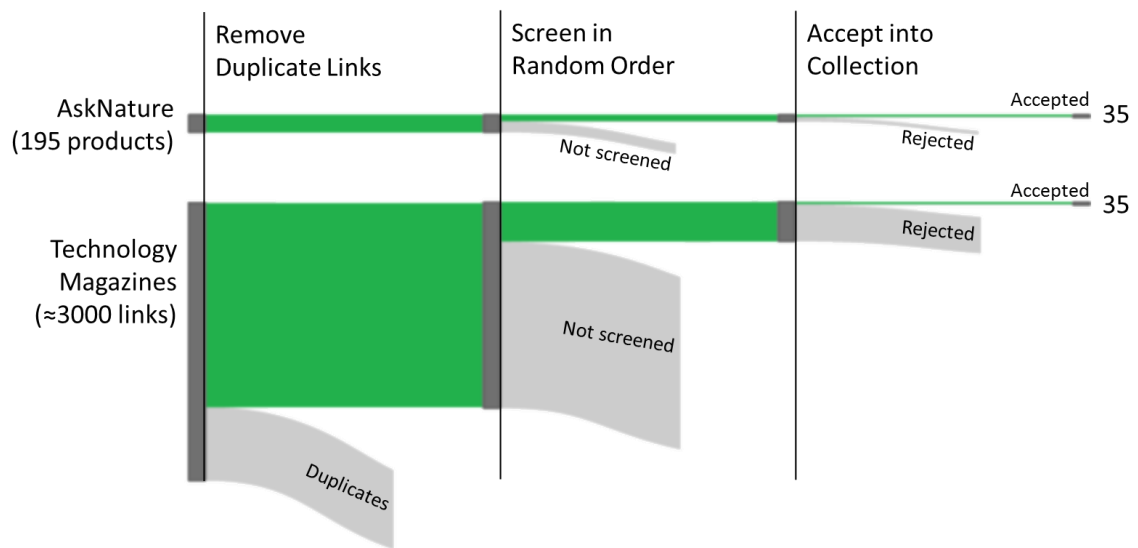 Remove
Duplicate Links
Screen in
Random Order
Accept into
Collection
AskNature
(195 products)
Not screened
Accepted
35
Rejected
Technology
Magazines
(≈3000 links)
Duplicates
Not screened
Accepted
35
Rejected